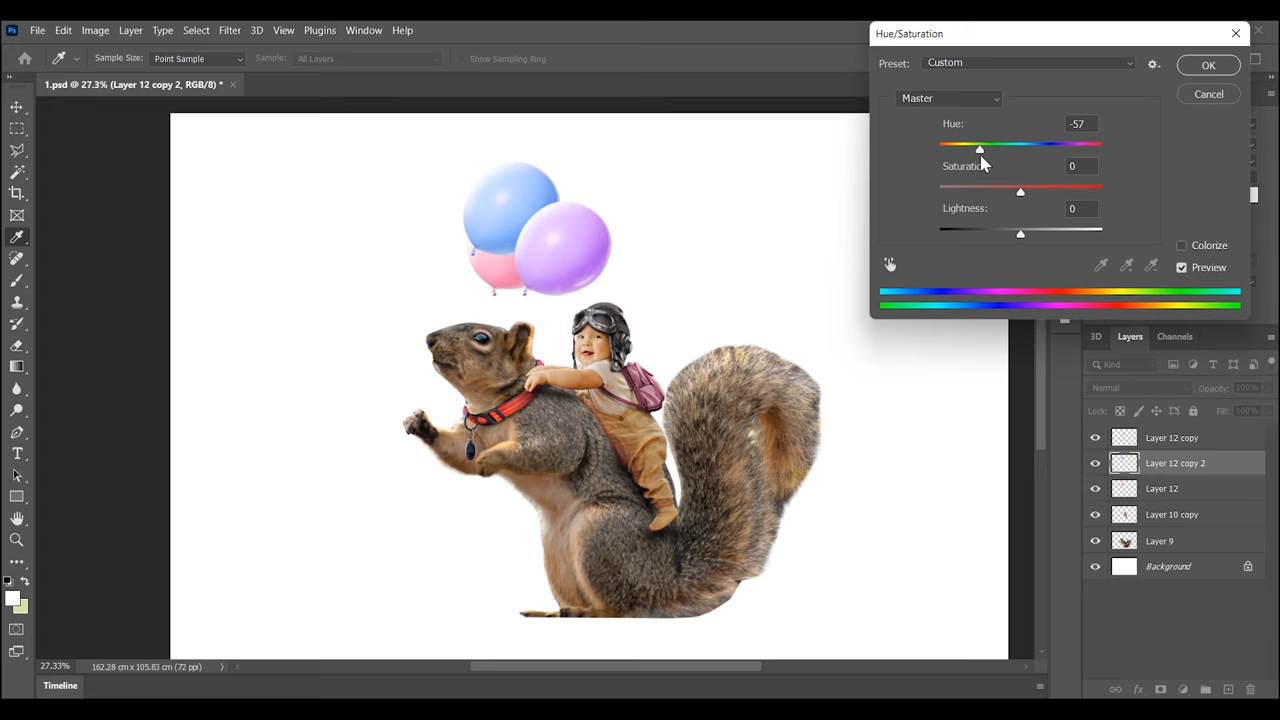 Ps File Edit Image Layer Type Select Filter 3D View Plugins Window Help
Hue/Saturation
Sample Size: Point Sample Sample: All Layers Show Sampling Ring
Preset: Custom OK
1.psd @ 27.3% (Layer 12 copy 2, RGB/8) *
Cancel
Master
Hue: -57
Saturation 0
Lightness: 0
Colorize
Preview
3D Layers Channels
Kind
Normal Opacity: 100%
Lock: Fill: 100%
Layer 12 copy
Layer 12 copy 2
Layer 12
Layer 10 copy
Layer 9
Background
27.33% 162.28 cm x 105.83 cm (72 ppi)
Timeline